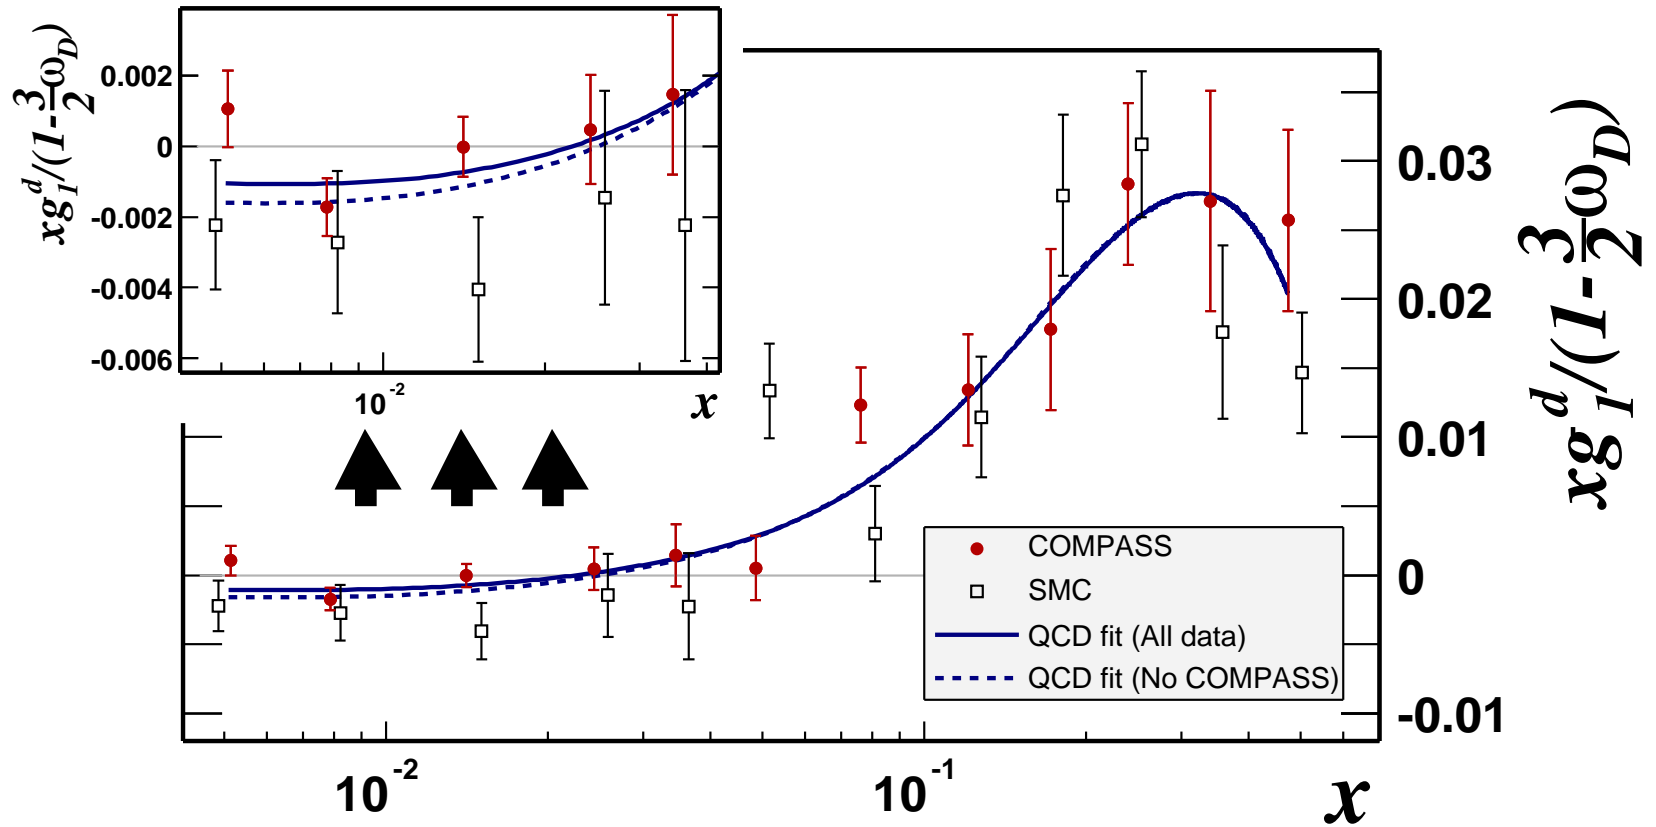 xg₁ᵈ/(1-3/2ω_D)
0.002
0
-0.002
-0.004
-0.006
10⁻²
x
0.03
0.02
0.01
0
-0.01
xg₁ᵈ/(1-3/2ω_D)
COMPASS
SMC
QCD fit (All data)
QCD fit (No COMPASS)
10⁻²
10⁻¹
x